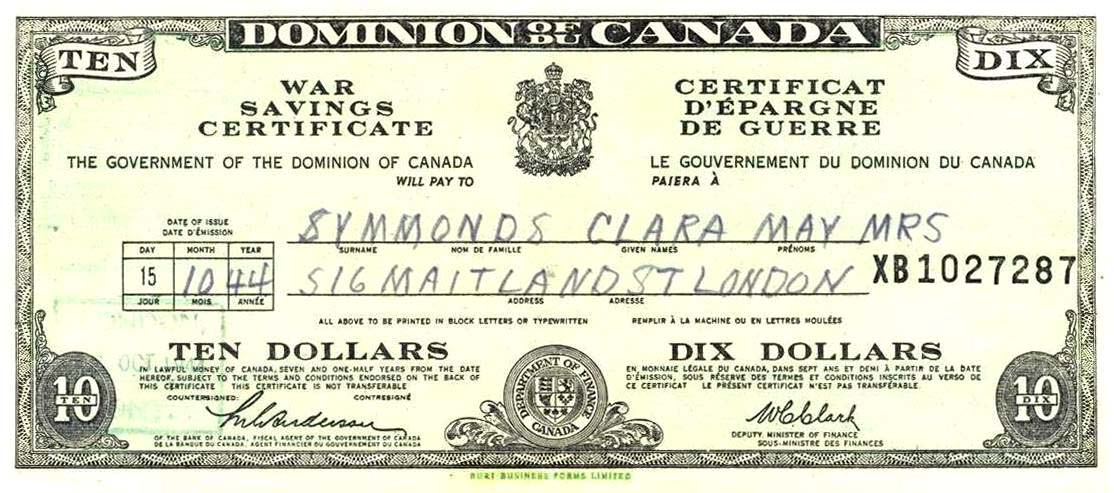 DOMINION OF CANADA
TEN
DIX
WAR SAVINGS CERTIFICATE
CERTIFICAT D'ÉPARGNE DE GUERRE
THE GOVERNMENT OF THE DOMINION OF CANADA
WILL PAY TO
LE GOUVERNEMENT DU DOMINION DU CANADA
PAIERA À
DATE OF ISSUE
DATE D'ÉMISSION
SYMMONDS CLARA MAY MRS
SURNAME NOM DE FAMILLE GIVEN NAMES PRÉNOMS
DAY MONTH YEAR
15 10 44
JOUR MOIS ANNÉE
516 MAITLAND ST LONDON
XB1027287
ADDRESS ADRESSE
ALL ABOVE TO BE PRINTED IN BLOCK LETTERS OR TYPEWRITTEN
REMPLIR À LA MACHINE OU EN LETTRES MOULÉES
TEN DOLLARS
IN LAWFUL MONEY OF CANADA, SEVEN AND ONE-HALF YEARS FROM THE DATE
HEREOF, SUBJECT TO THE TERMS AND CONDITIONS ENDORSED ON THE BACK OF
THIS CERTIFICATE THIS CERTIFICATE IS NOT TRANSFERABLE
DIX DOLLARS
EN MONNAIE LÉGALE DU CANADA, DANS SEPT ANS ET DEMI À PARTIR DE LA DATE
D'ÉMISSION, SOUS RÉSERVE DES TERMES ET CONDITIONS INSCRITS AU VERSO DE
CE CERTIFICAT LE PRÉSENT CERTIFICAT N'EST PAS TRANSFÉRABLE
COUNTERSIGNED: CONTRESIGNÉ
OF THE BANK OF CANADA, FISCAL AGENT OF THE GOVERNMENT OF CANADA
DE LA BANQUE DU CANADA, AGENT FINANCIER DU GOUVERNEMENT DU CANADA
DEPARTMENT OF FINANCE
CANADA
W.C. Clark
DEPUTY MINISTER OF FINANCE
SOUS-MINISTRE DES FINANCES
10
TEN
10
DIX
BURT BUSINESS FORMS LIMITED